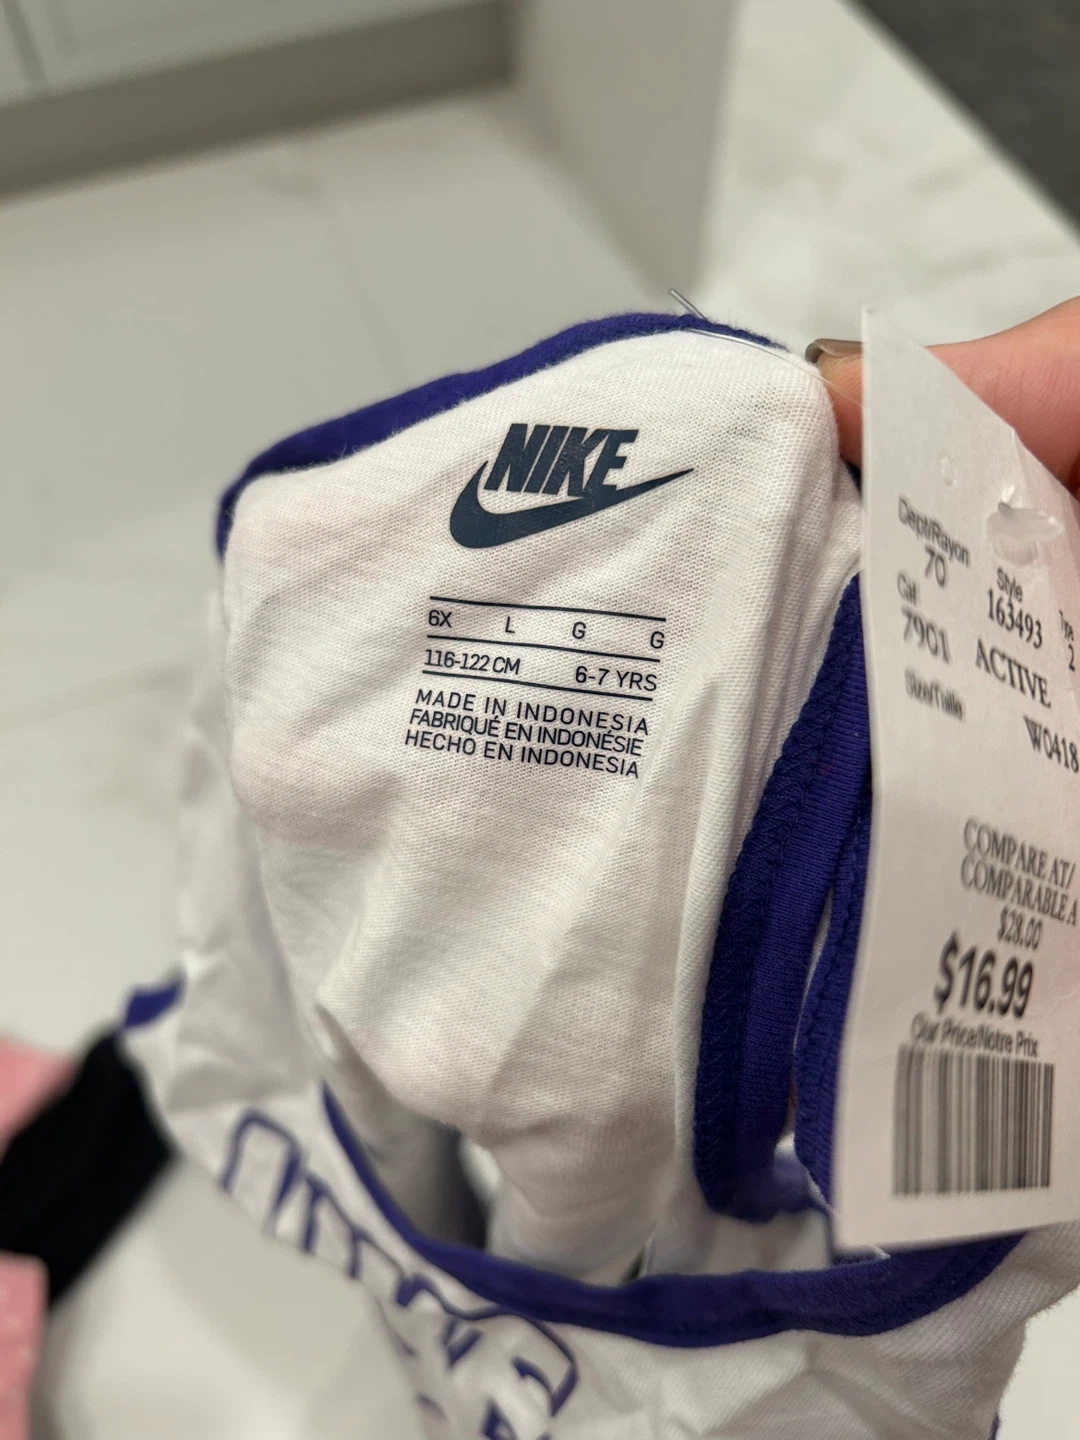 NIKE
6X L G G
116-122 CM 6-7 YRS
MADE IN INDONESIA
FABRIQUÉ EN INDONÉSIE
HECHO EN INDONESIA
Dept/Rayon Style Type
70 163493 2
Cat
7901 ACTIVE
Size/Taille W0418
COMPARE AT/
COMPARABLE A
$28.00
$16.99
Our Price/Notre Prix